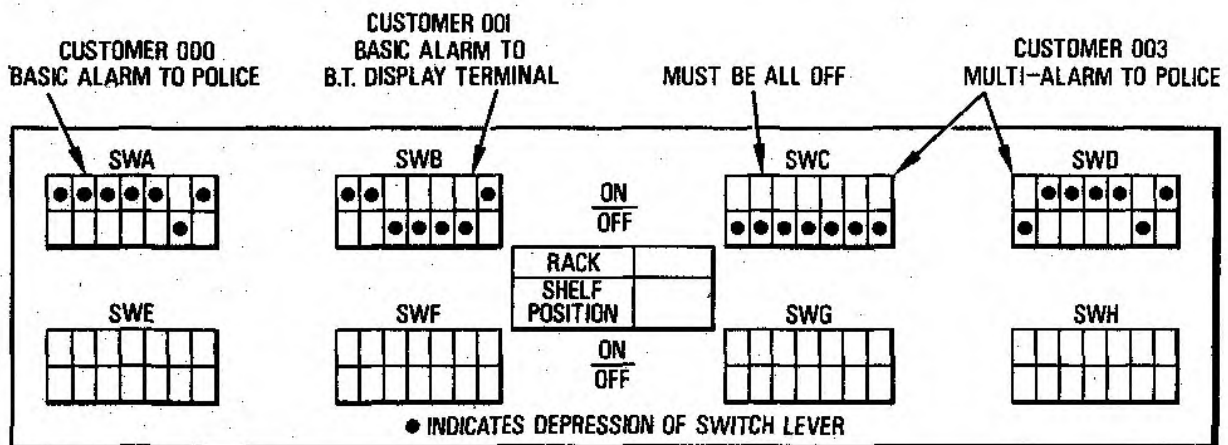 CUSTOMER 000
BASIC ALARM TO POLICE
CUSTOMER 001
BASIC ALARM TO
B.T. DISPLAY TERMINAL
MUST BE ALL OFF
CUSTOMER 003
MULTI-ALARM TO POLICE
SWA
SWB
SWC
SWD
ON
OFF
RACK
SHELF
POSITION
SWE
SWF
SWG
SWH
ON
OFF
● INDICATES DEPRESSION OF SWITCH LEVER